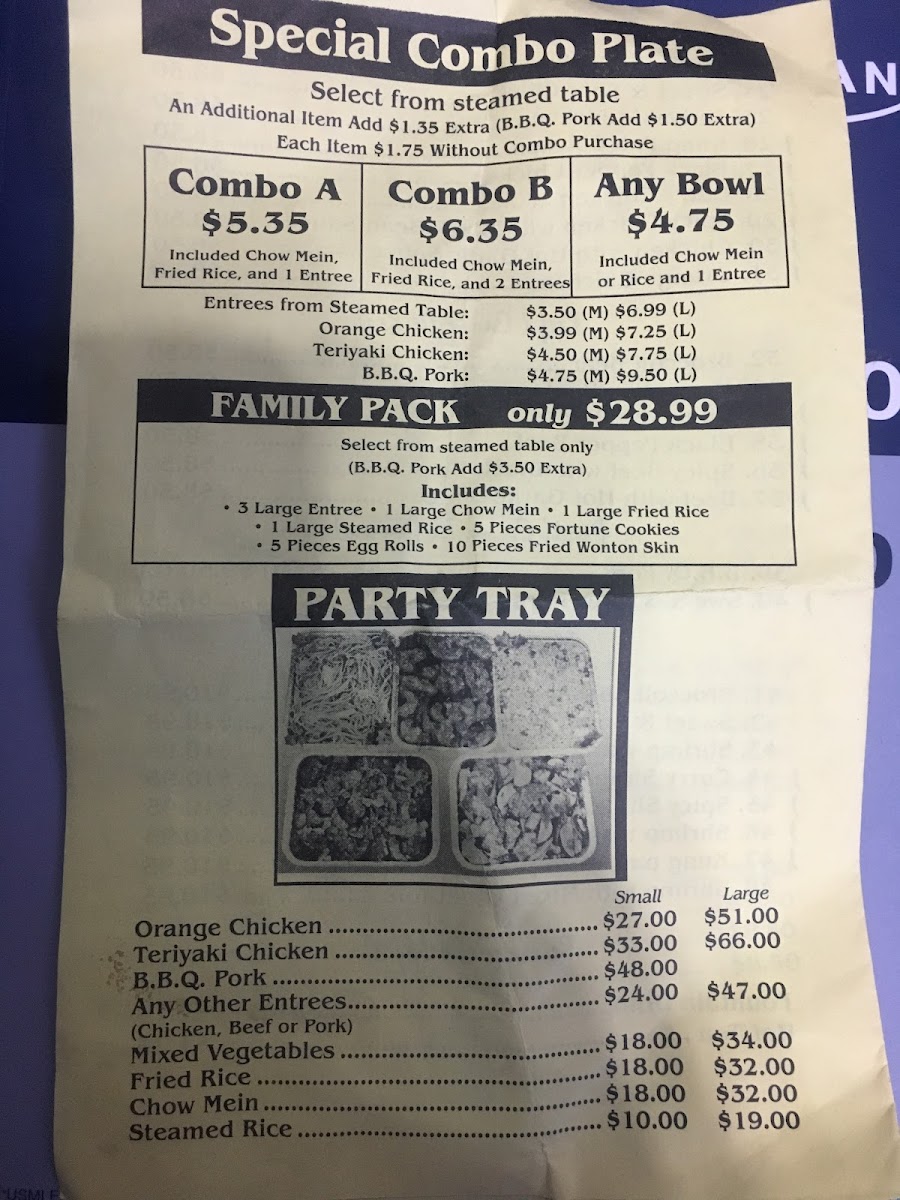 Special Combo Plate
Select from steamed table
An Additional Item Add $1.35 Extra (B.B.Q. Pork Add $1.50 Extra)
Each Item $1.75 Without Combo Purchase
Combo A
$5.35
Included Chow Mein,
Fried Rice, and 1 Entree
Combo B
$6.35
Included Chow Mein,
Fried Rice, and 2 Entrees
Any Bowl
$4.75
Included Chow Mein
or Rice and 1 Entree
Entrees from Steamed Table: $3.50 (M) $6.99 (L)
Orange Chicken: $3.99 (M) $7.25 (L)
Teriyaki Chicken: $4.50 (M) $7.75 (L)
B.B.Q. Pork: $4.75 (M) $9.50 (L)
FAMILY PACK only $28.99
Select from steamed table only
(B.B.Q. Pork Add $3.50 Extra)
Includes:
• 3 Large Entree • 1 Large Chow Mein • 1 Large Fried Rice
• 1 Large Steamed Rice • 5 Pieces Fortune Cookies
• 5 Pieces Egg Rolls • 10 Pieces Fried Wonton Skin
PARTY TRAY
Small Large
Orange Chicken ........ $27.00 $51.00
Teriyaki Chicken ........ $33.00 $66.00
B.B.Q. Pork ........ $48.00
Any Other Entrees........ $24.00 $47.00
(Chicken, Beef or Pork)
Mixed Vegetables ........ $18.00 $34.00
Fried Rice ........ $18.00 $32.00
Chow Mein ........ $18.00 $32.00
Steamed Rice ........ $10.00 $19.00
AN